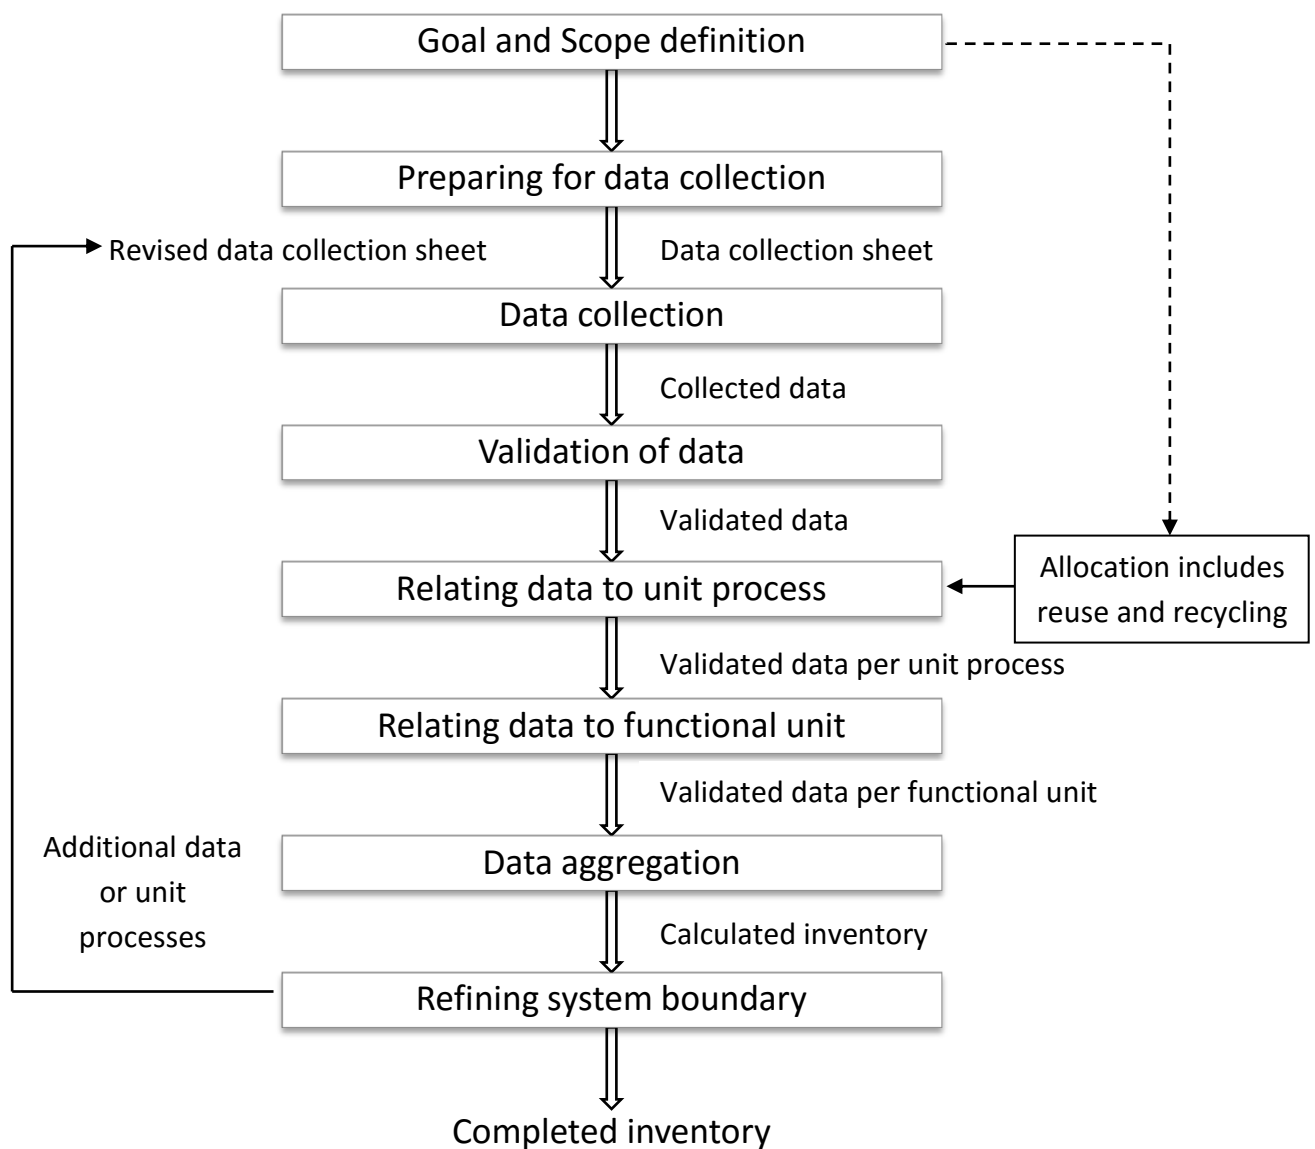 Goal and Scope definition
Preparing for data collection
Revised data collection sheet
Data collection sheet
Data collection
Collected data
Validation of data
Validated data
Allocation includes
reuse and recycling
Relating data to unit process
Validated data per unit process
Relating data to functional unit
Validated data per functional unit
Additional data
or unit
processes
Data aggregation
Calculated inventory
Refining system boundary
Completed inventory